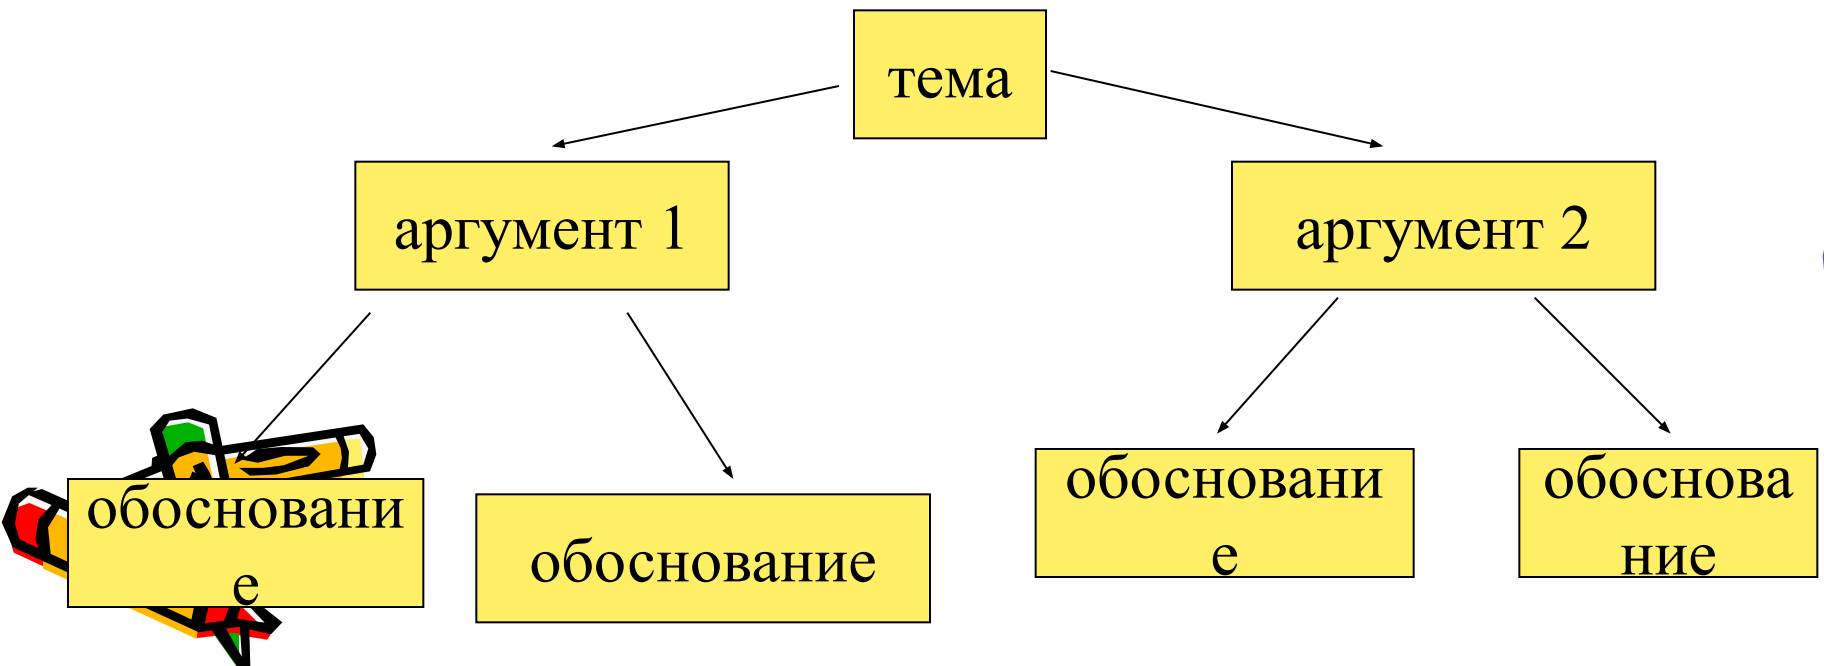 тема
аргумент 1
аргумент 2
обосновани
е
обоснование
обосновани
е
обоснова
ние